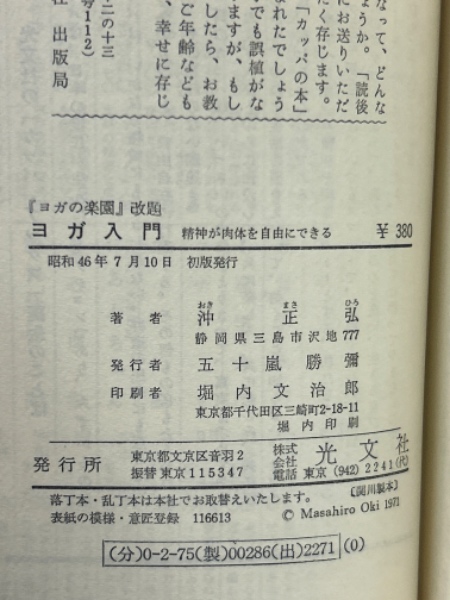 なって、どんな
ょうか。「読後
にお送りいただ
たく存じます。
「カッパの本」
まれたでしょう
でも誤植がな
ますが、もし
したら、お教
ご年齢なども
、幸せに存じ
二の十三
号112)
社 出版局
『ヨガの楽園』改題
ヨガ入門 精神が肉体を自由にできる ￥380
昭和46年7月10日 初版発行
著者 沖正弘
おき まさ ひろ
静岡県三島市沢地777
発行者 五十嵐勝彌
印刷者 堀内文治郎
東京都千代田区三崎町2-18-11
堀内印刷
発行所 東京都文京区音羽2 株式会社 光文社
振替 東京 115347 電話 東京 (942) 2241(代)
落丁本・乱丁本は本社でお取替えいたします。 〔関川製本〕
表紙の模様・意匠登録 116613 © Masahiro Oki 1971
(分)0-2-75(製)00286(出)2271 (0)